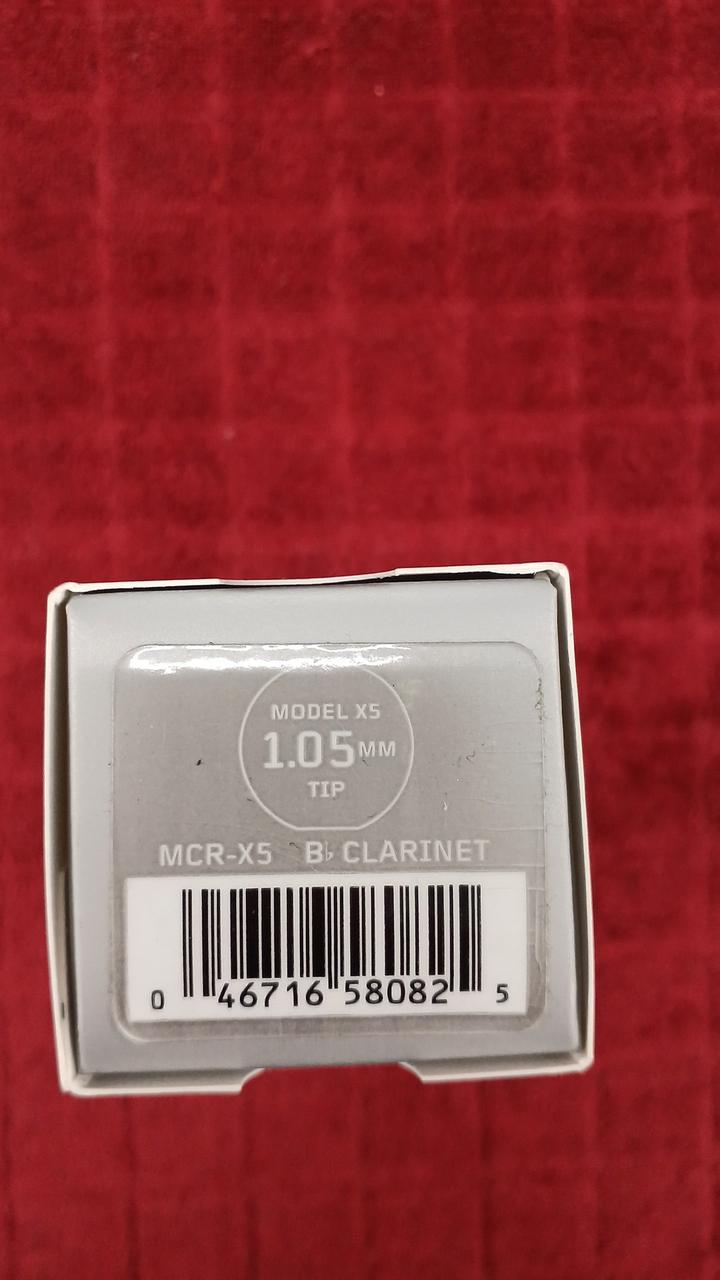 MODEL X5
1.05MM
TIP
MCR-X5 B♭ CLARINET
0 46716 58082 5